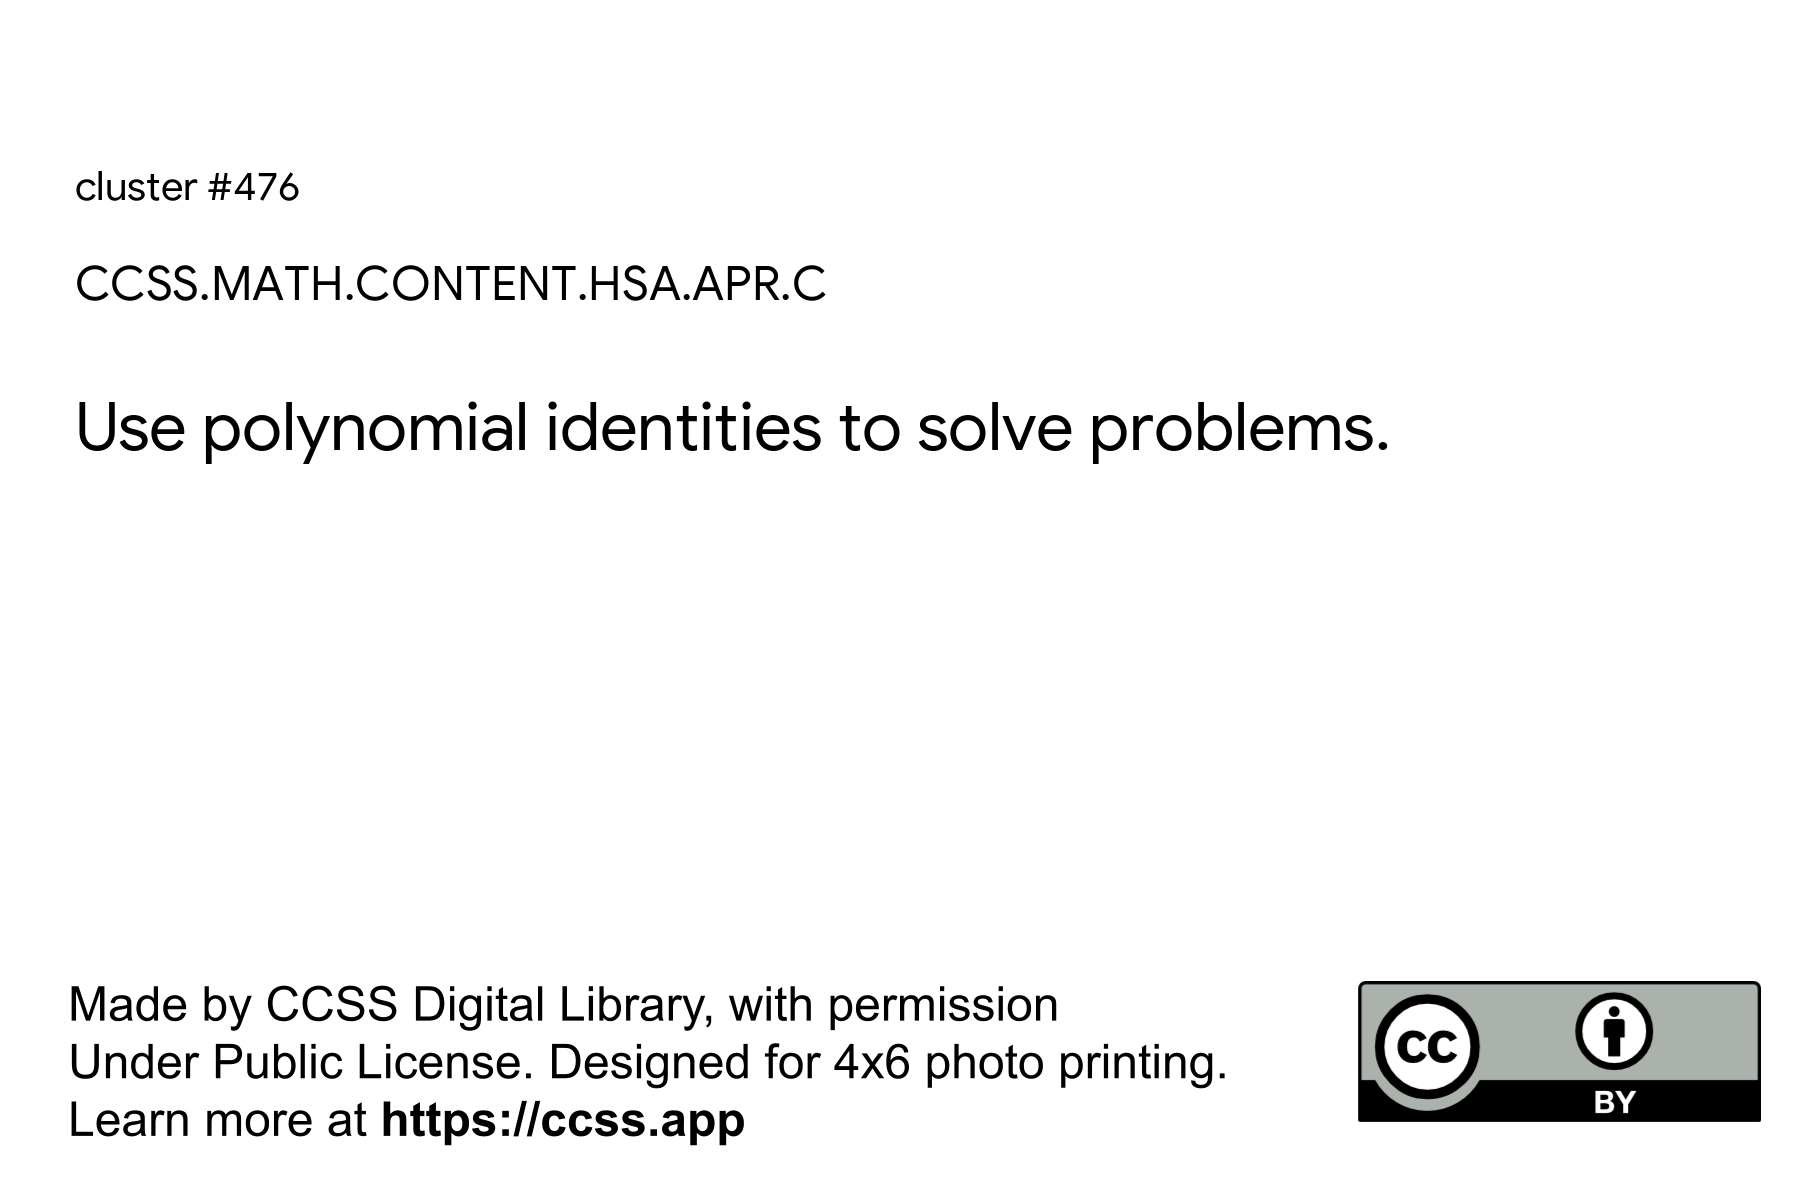 cluster #476
CCSS.MATH.CONTENT.HSA.APR.C
Use polynomial identities to solve problems.
Made by CCSS Digital Library, with permission
Under Public License. Designed for 4x6 photo printing.
Learn more at https://ccss.app
cc
BY